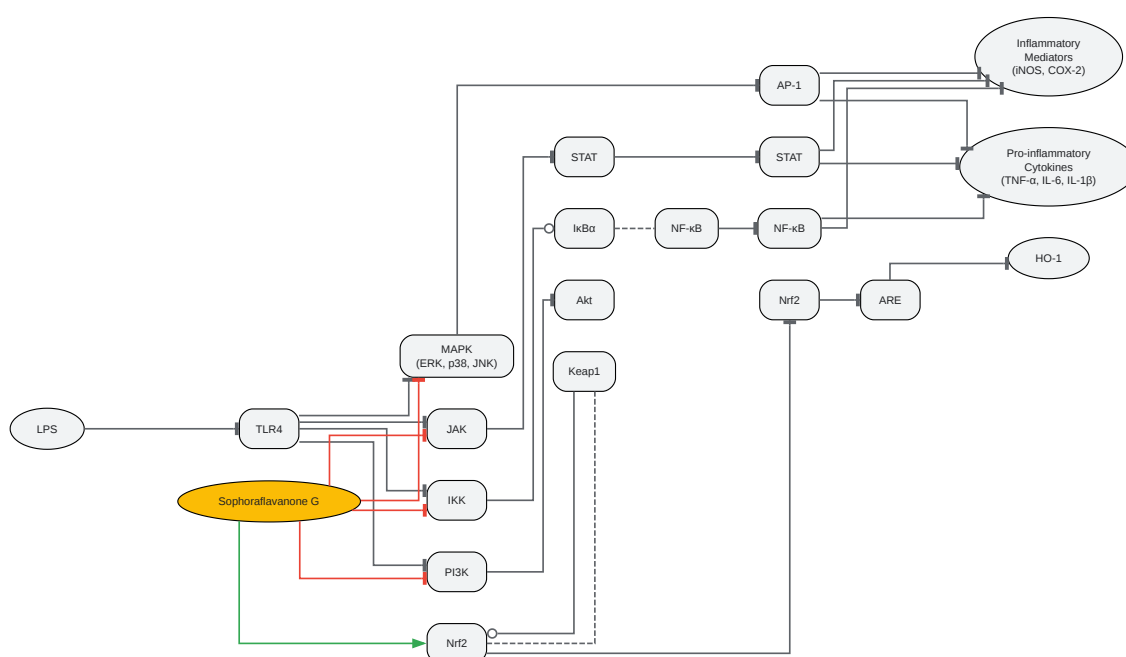 Inflammatory
Mediators
(iNOS, COX-2)
AP-1
Pro-inflammatory
Cytokines
(TNF-α, IL-6, IL-1β)
STAT
STAT
IκBα
NF-κB
NF-κB
HO-1
Akt
Nrf2
ARE
MAPK
(ERK, p38, JNK)
Keap1
LPS
TLR4
JAK
Sophoraflavanone G
IKK
PI3K
Nrf2